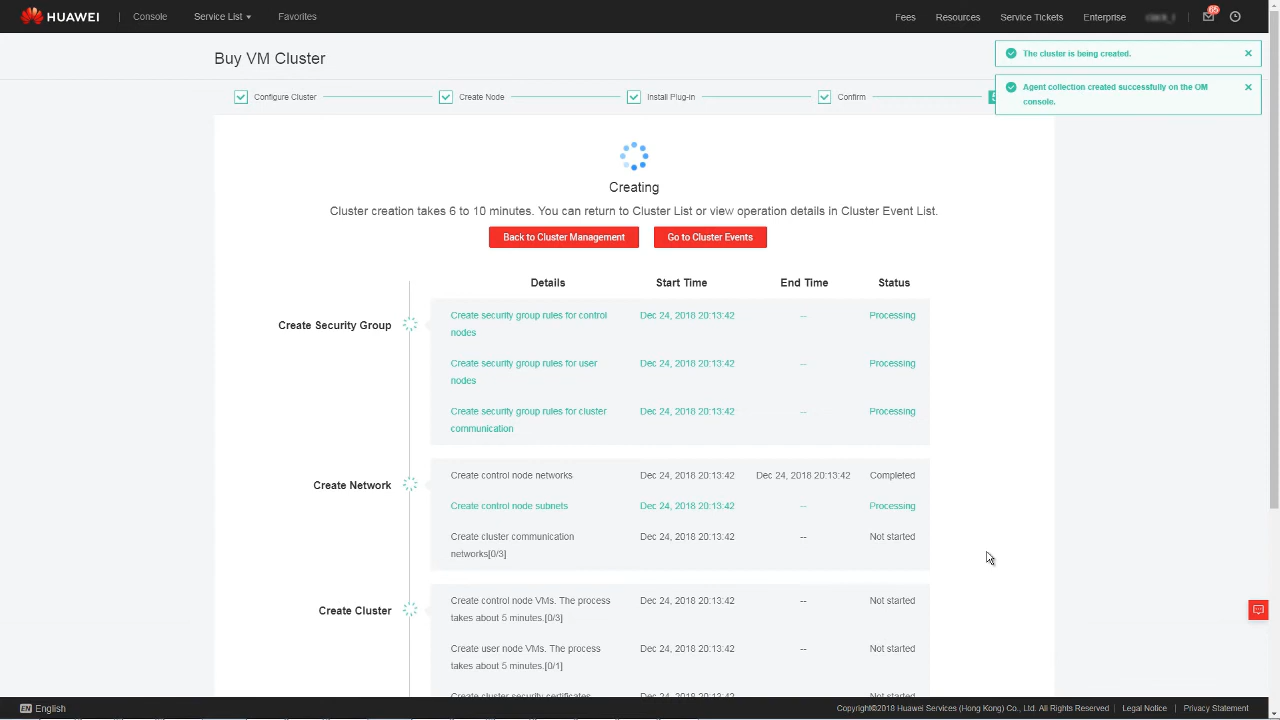 HUAWEI Console Service List Favorites Fees Resources Service Tickets Enterprise 65
Buy VM Cluster
The cluster is being created.
Agent collection created successfully on the OM
console.
Configure Cluster Create Node Install Plug-in Confirm
Creating
Cluster creation takes 6 to 10 minutes. You can return to Cluster List or view operation details in Cluster Event List.
Back to Cluster Management Go to Cluster Events
Details Start Time End Time Status
Create Security Group
Create security group rules for control Dec 24, 2018 20:13:42 -- Processing
nodes
Create security group rules for user Dec 24, 2018 20:13:42 -- Processing
nodes
Create security group rules for cluster Dec 24, 2018 20:13:42 -- Processing
communication
Create Network
Create control node networks Dec 24, 2018 20:13:42 Dec 24, 2018 20:13:42 Completed
Create control node subnets Dec 24, 2018 20:13:42 -- Processing
Create cluster communication Dec 24, 2018 20:13:42 -- Not started
networks[0/3]
Create Cluster
Create control node VMs. The process Dec 24, 2018 20:13:42 -- Not started
takes about 5 minutes.[0/3]
Create user node VMs. The process Dec 24, 2018 20:13:42 -- Not started
takes about 5 minutes.[0/1]
Create cluster security certificates Dec 24, 2018 20:13:42 -- Not started
EN English Copyright©2018 Huawei Services (Hong Kong) Co., Ltd. All Rights Reserved Legal Notice Privacy Statement